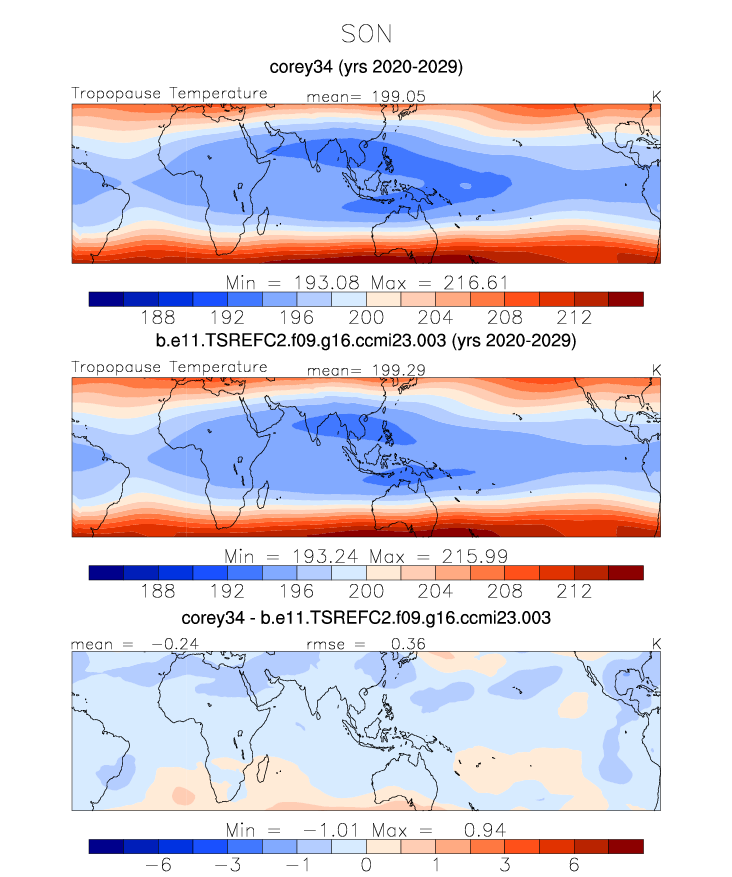 SON
corey34 (yrs 2020-2029)
Tropopause Temperature mean= 199.05 K
Min = 193.08 Max = 216.61
188 192 196 200 204 208 212
b.e11.TSREFC2.f09.g16.ccmi23.003 (yrs 2020-2029)
Tropopause Temperature mean= 199.29 K
Min = 193.24 Max = 215.99
188 192 196 200 204 208 212
corey34 - b.e11.TSREFC2.f09.g16.ccmi23.003
mean = -0.24 rmse = 0.36 K
Min = -1.01 Max = 0.94
-6 -3 -1 0 1 3 6